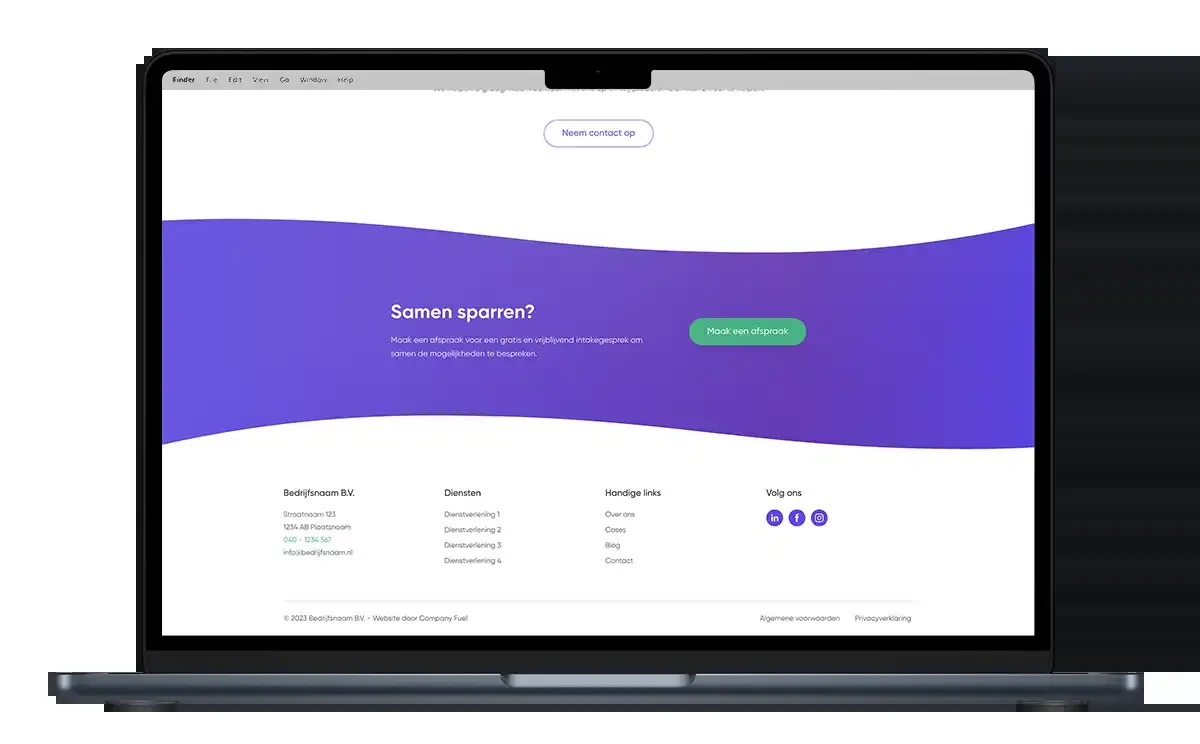 Finder File Edit View Go Window Help
Neem contact op
Samen sparren?
Maak een afspraak voor een gratis en vrijblijvend intakegesprek om
samen de mogelijkheden te bespreken.
Maak een afspraak
Bedrijfsnaam B.V.
Straatnaam 123
1234 AB Plaatsnaam
040 - 1234 567
info@bedrijfsnaam.nl
Diensten
Dienstverlening 1
Dienstverlening 2
Dienstverlening 3
Dienstverlening 4
Handige links
Over ons
Cases
Blog
Contact
Volg ons
© 2023 Bedrijfsnaam B.V. - Website door Company Fuel
Algemene voorwaarden Privacyverklaring